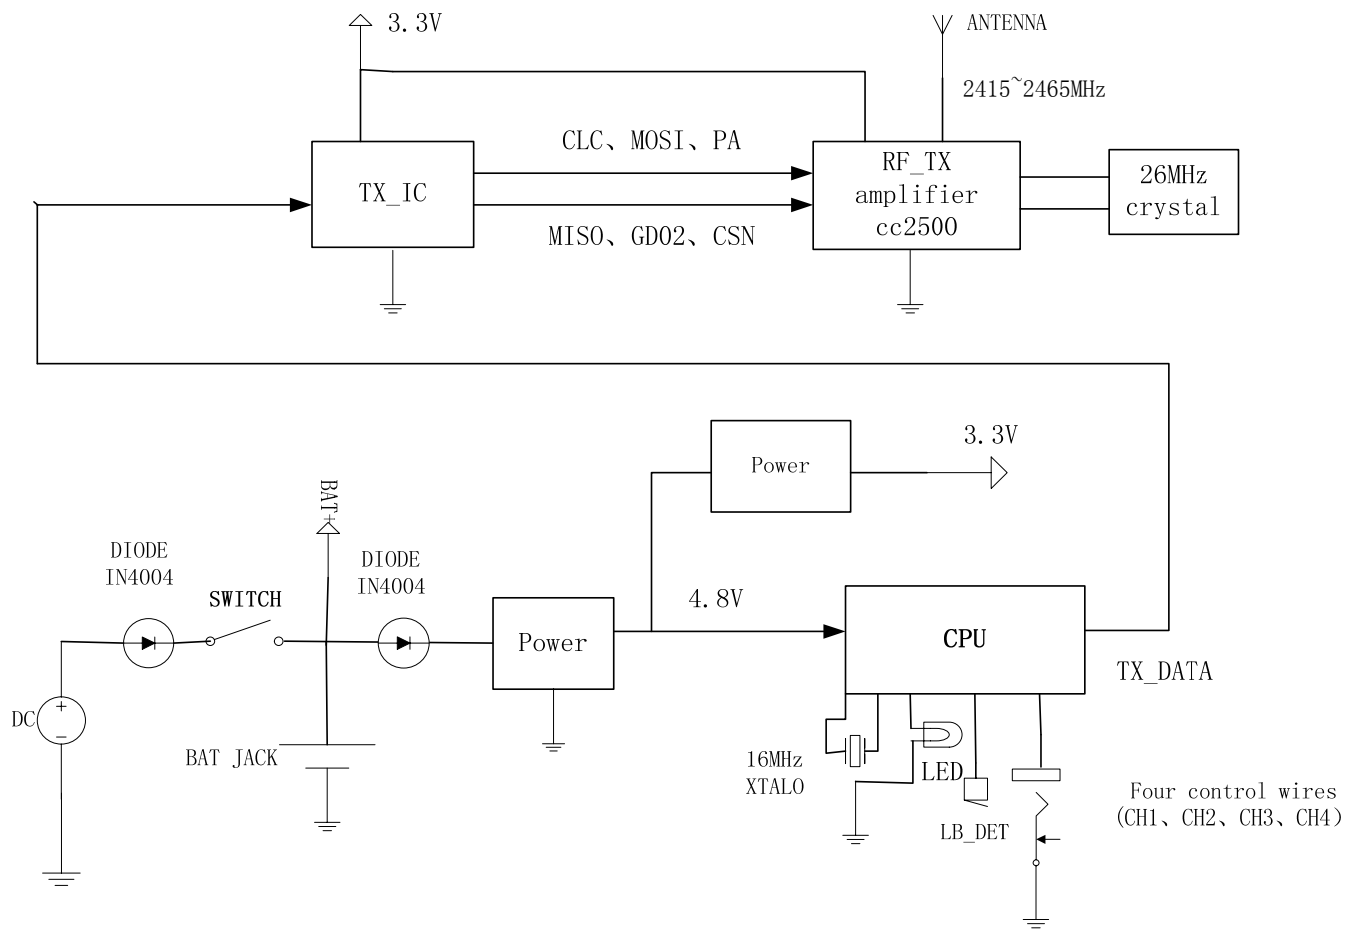 3.3V
ANTENNA
2415~2465MHz
CLC、MOSI、PA
TX_IC
RF_TX
amplifier
cc2500
26MHz
crystal
MISO、GDO2、CSN
3.3V
Power
BAT+
DIODE
IN4004
DIODE
IN4004
SWITCH
4.8V
Power
CPU
TX_DATA
DC
+
-
BAT JACK
16MHz
XTALO
LED
LB_DET
Four control wires
(CH1、CH2、CH3、CH4)